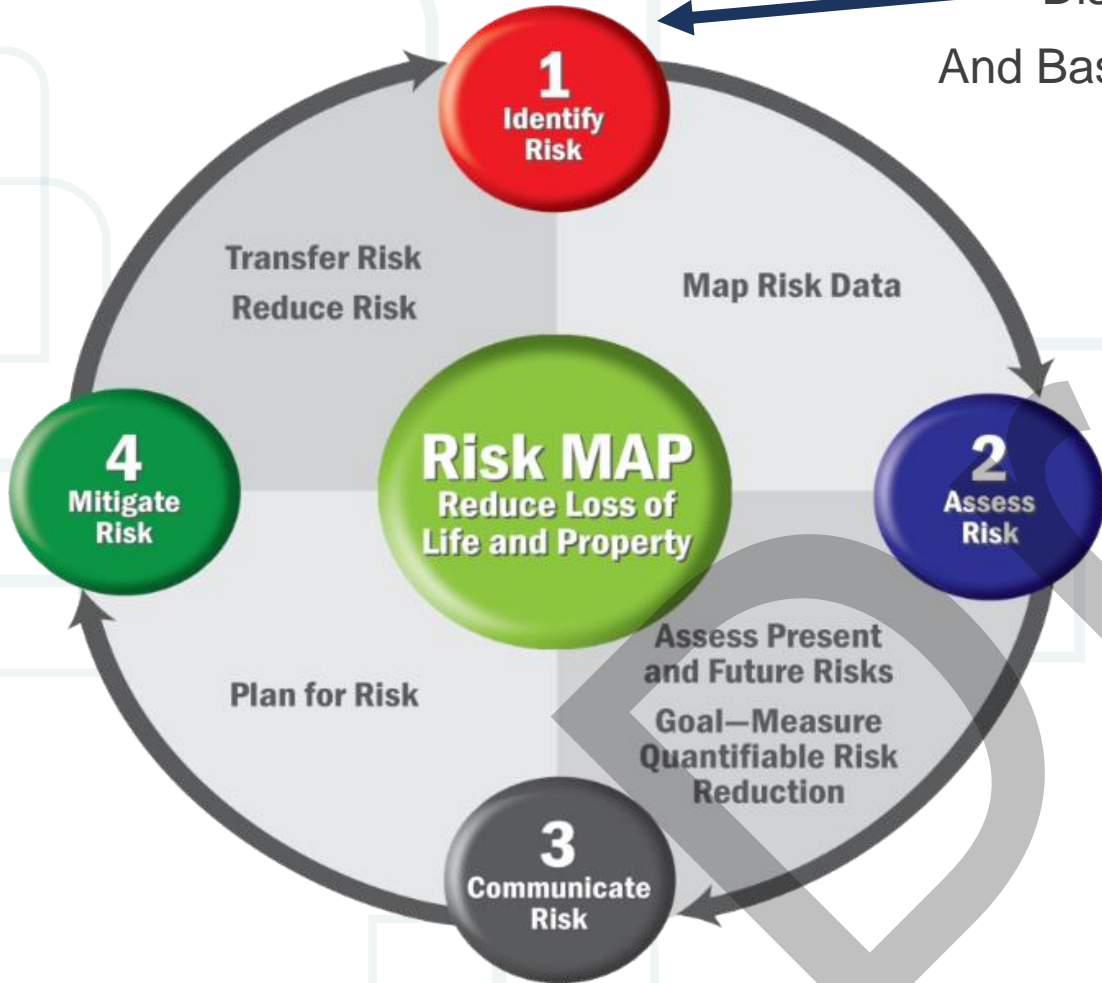 And
1
Identify
Risk
Transfer Risk
Reduce Risk
Map Risk Data
4
Mitigate
Risk
Risk MAP
Reduce Loss of
Life and Property
2
Assess
Risk
Assess Present
and Future Risks
Goal—Measure
Quantifiable Risk
Reduction
Plan for Risk
3
Communicate
Risk